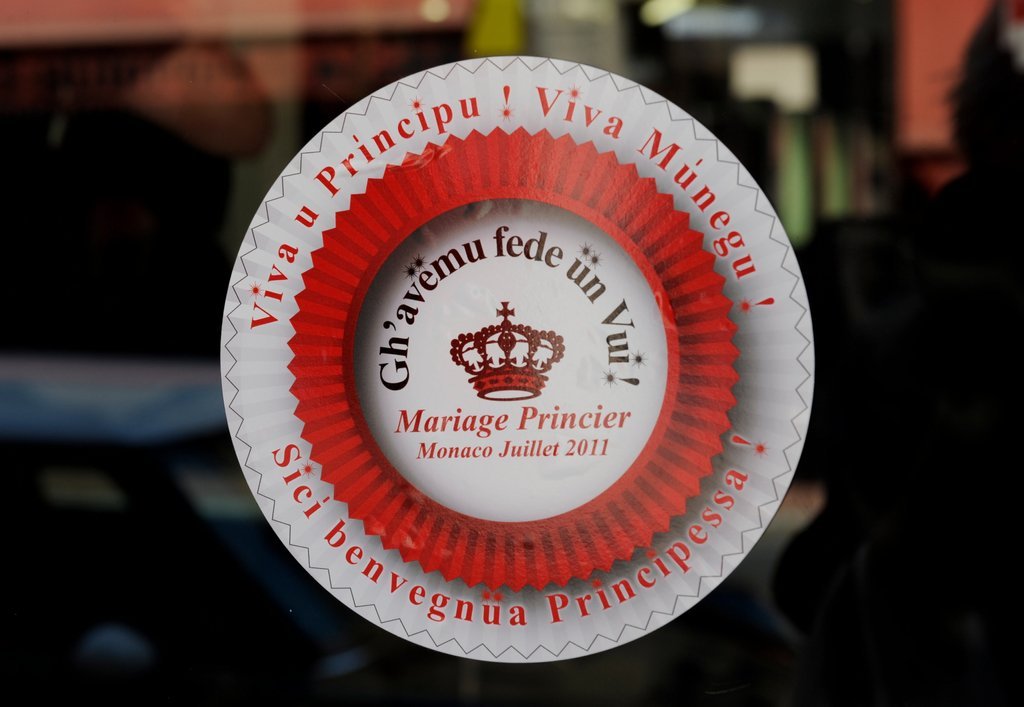 Viva u Principu ! Viva Múnegu !
Gh'avemu fede un Vui !
Mariage Princier
Monaco Juillet 2011
Sici benvegnüa Principessa !